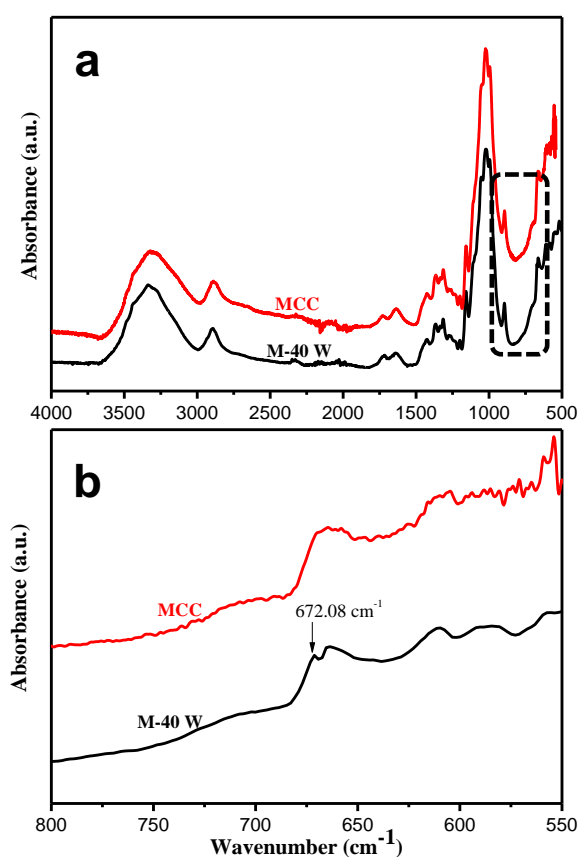 a
Absorbance (a.u.)
MCC
M-40 W
4000 3500 3000 2500 2000 1500 1000 500
b
Absorbance (a.u.)
672.08 cm⁻¹
MCC
M-40 W
800 750 700 650 600 550
Wavenumber (cm⁻¹)